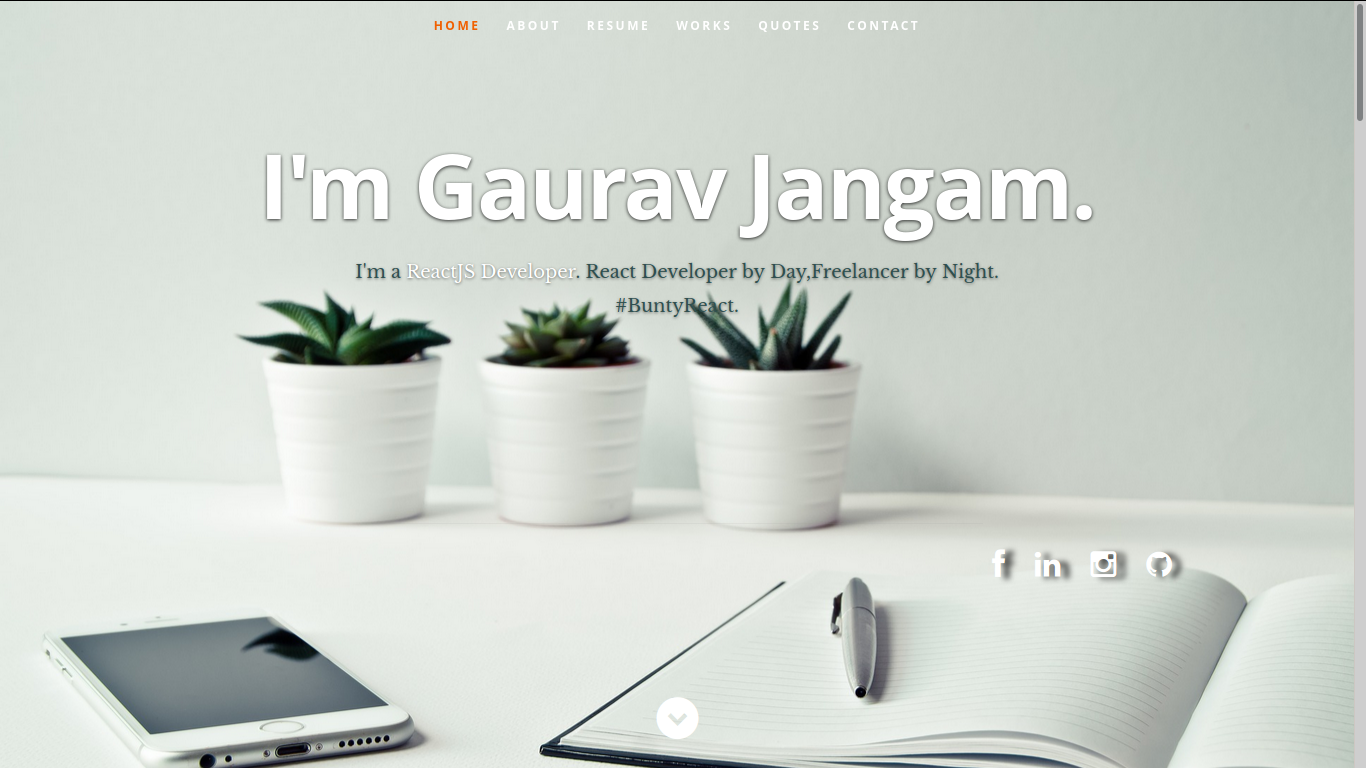 HOME ABOUT RESUME WORKS QUOTES CONTACT
I'm Gaurav Jangam.
I'm a ReactJS Developer. React Developer by Day,Freelancer by Night.
#BuntyReact.